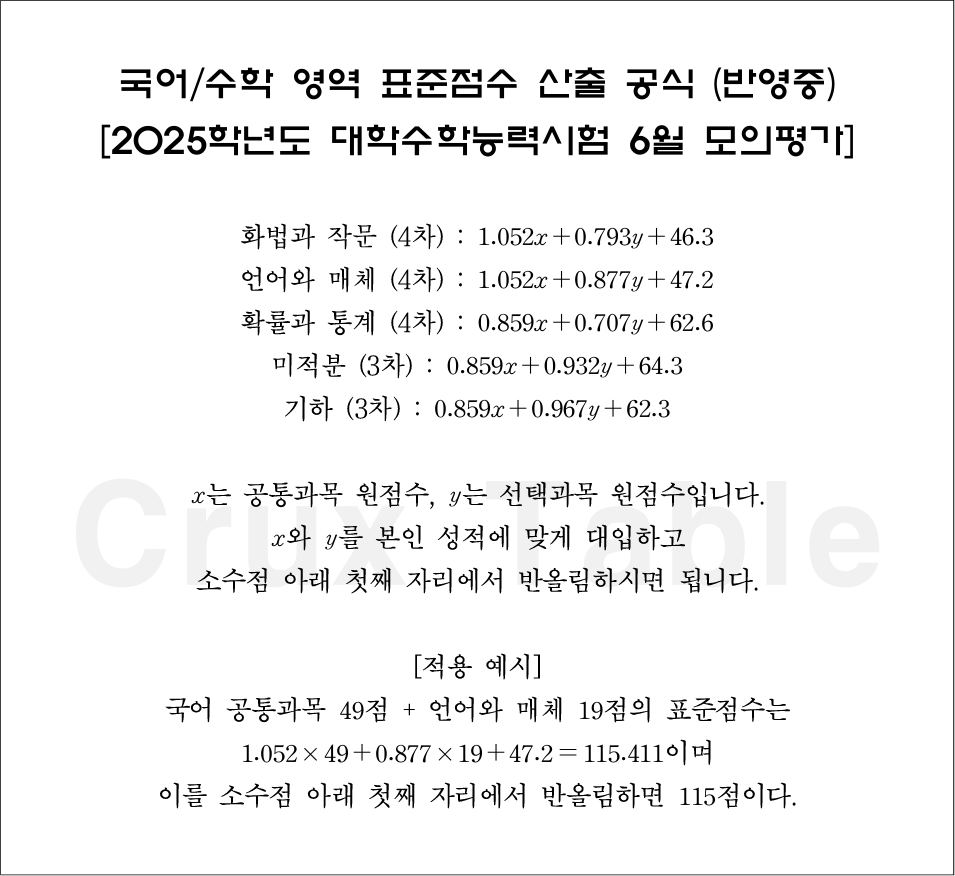 국어/수학 영역 표준점수 산출 공식 (반영중)
[2025학년도 대학수학능력시험 6월 모의평가]
화법과 작문 (4차) : 1.052x+0.793y+46.3
언어와 매체 (4차) : 1.052x+0.877y+47.2
확률과 통계 (4차) : 0.859x+0.707y+62.6
미적분 (3차) : 0.859x+0.932y+64.3
기하 (3차) : 0.859x+0.967y+62.3
Crux Table
x는 공통과목 원점수, y는 선택과목 원점수입니다.
x와 y를 본인 성적에 맞게 대입하고
소수점 아래 첫째 자리에서 반올림하시면 됩니다.
[적용 예시]
국어 공통과목 49점 + 언어와 매체 19점의 표준점수는
1.052×49+0.877×19+47.2=115.411이며
이를 소수점 아래 첫째 자리에서 반올림하면 115점이다.